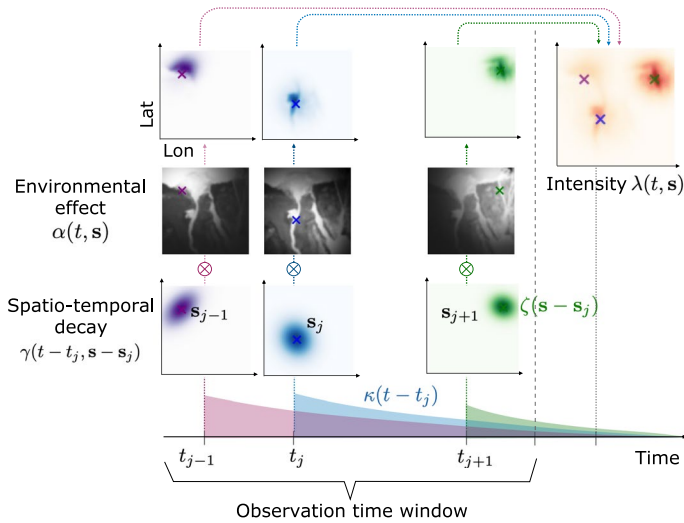 Lat
Lon
Intensity λ(t, s)
Environmental
effect
α(t, s)
Spatio-temporal
decay
γ(t − t_j, s − s_j)
s_{j−1}
s_j
s_{j+1}
ζ(s − s_j)
κ(t − t_j)
t_{j−1}
t_j
t_{j+1}
Time
Observation time window